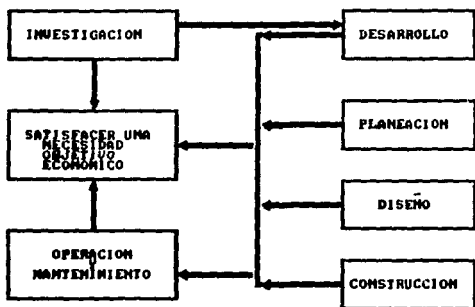 INVESTIGACION
DESARROLLO
SATISFACER UNA
NECESIDAD
OBJETIVO
ECONOMICO
PLANEACION
DISEÑO
OPERACION
Y
MANTENIMIENTO
CONSTRUCCION